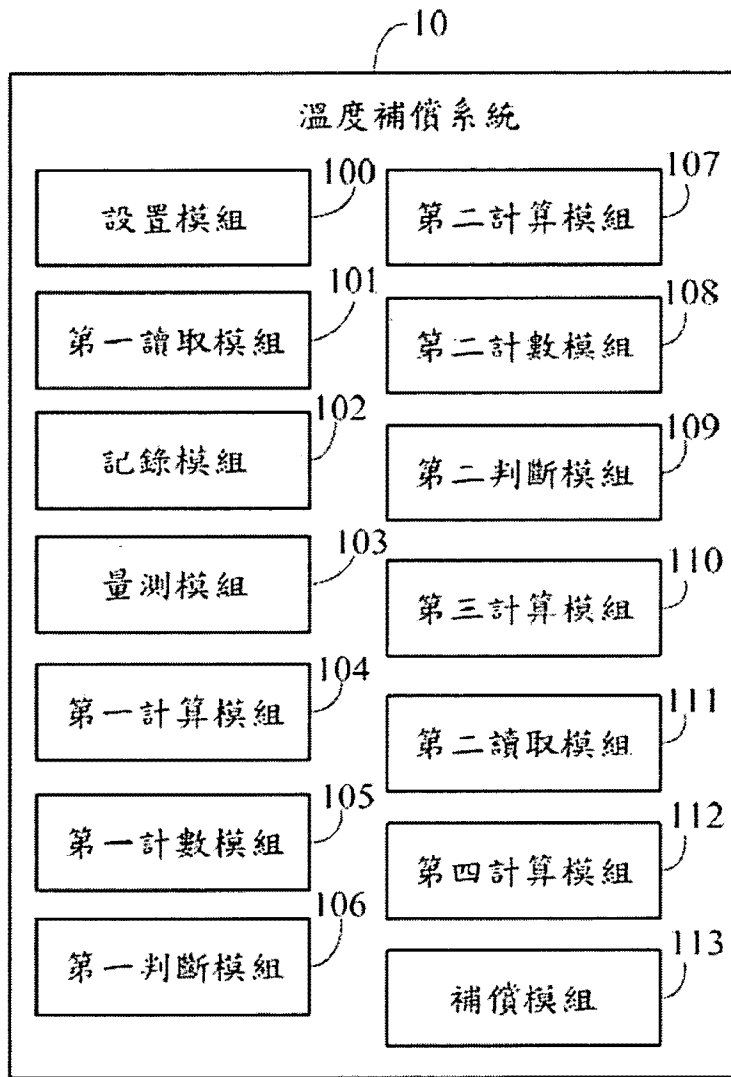 10
溫度補償系統
100
設置模組
101
第一讀取模組
102
記錄模組
103
量測模組
104
第一計算模組
105
第一計數模組
106
第一判斷模組
107
第二計算模組
108
第二計數模組
109
第二判斷模組
110
第三計算模組
111
第二讀取模組
112
第四計算模組
113
補償模組